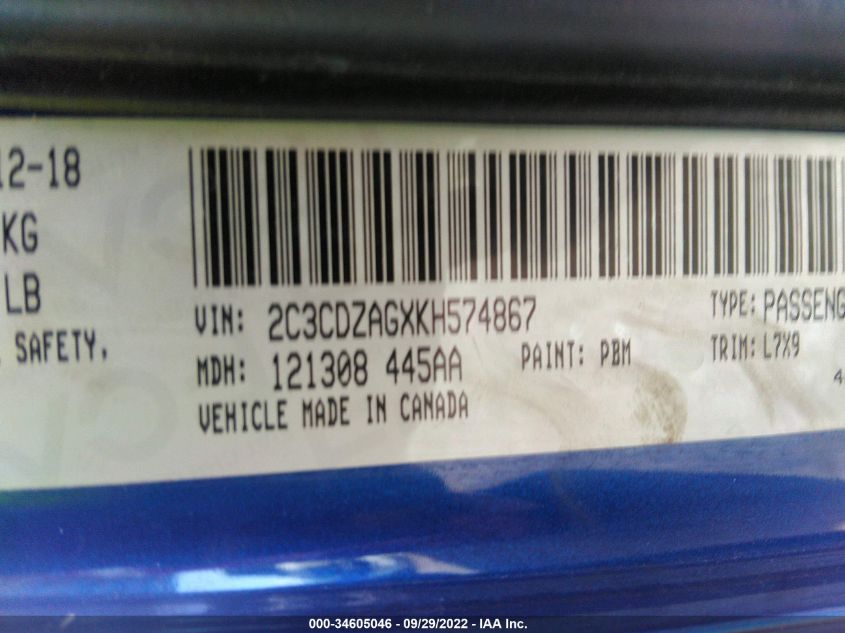 12-18
KG
LB
SAFETY.
VIN: 2C3CDZAGXKH574867
TYPE: PASSENG
MDH: 121308 445AA
PAINT: PBM
TRIM: L7X9
4
VEHICLE MADE IN CANADA
000-34605046 - 09/29/2022 - IAA Inc.